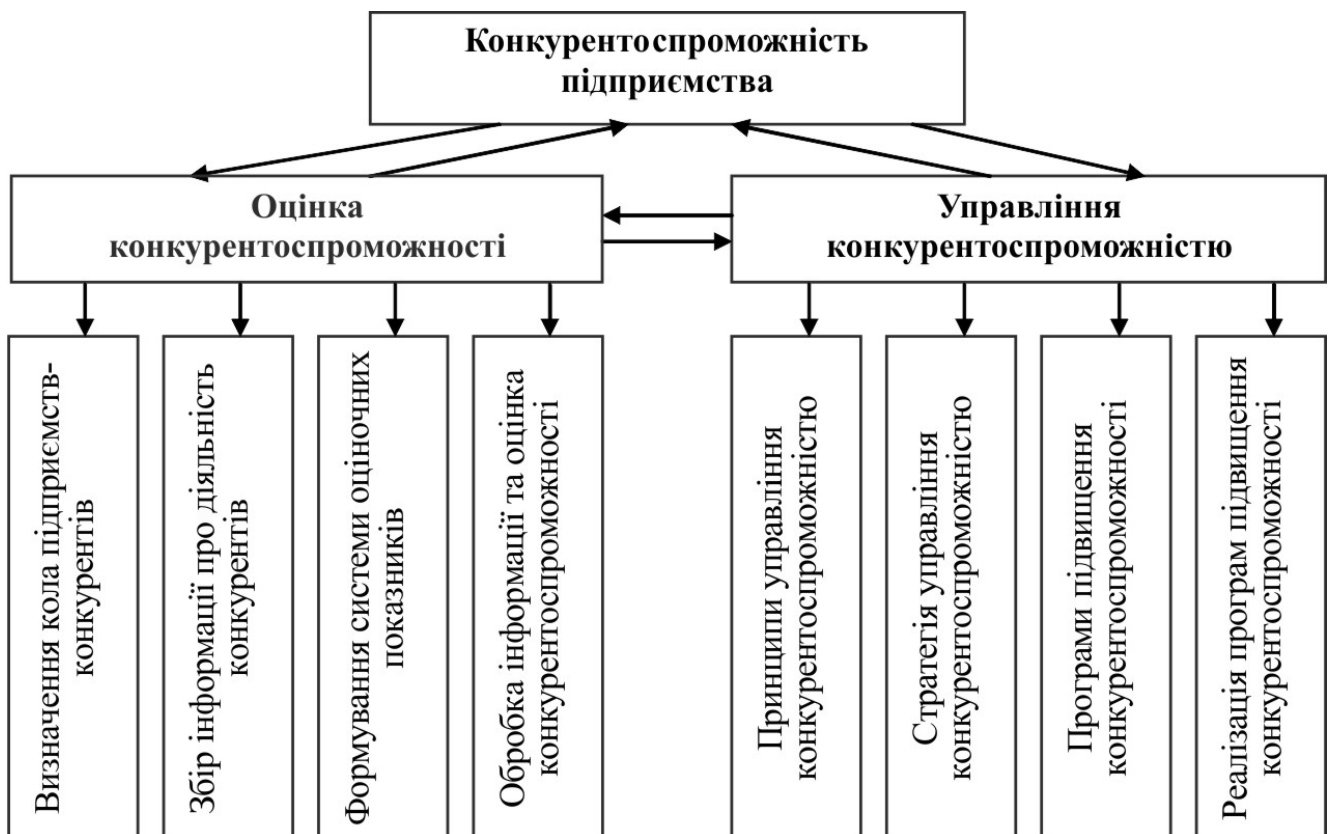 Конкурентоспроможність
підприємства
Оцінка
конкурентоспроможності
Управління
конкурентоспроможністю
Визначення кола підприємств-
конкурентів
Збір інформації про діяльність
конкурентів
Формування системи оціночних
показників
Обробка інформації та оцінка
конкурентоспроможності
Принципи управління
конкурентоспроможністю
Стратегія управління
конкурентоспроможністю
Програми підвищення
конкурентоспроможності
Реалізація програм підвищення
конкурентоспроможності